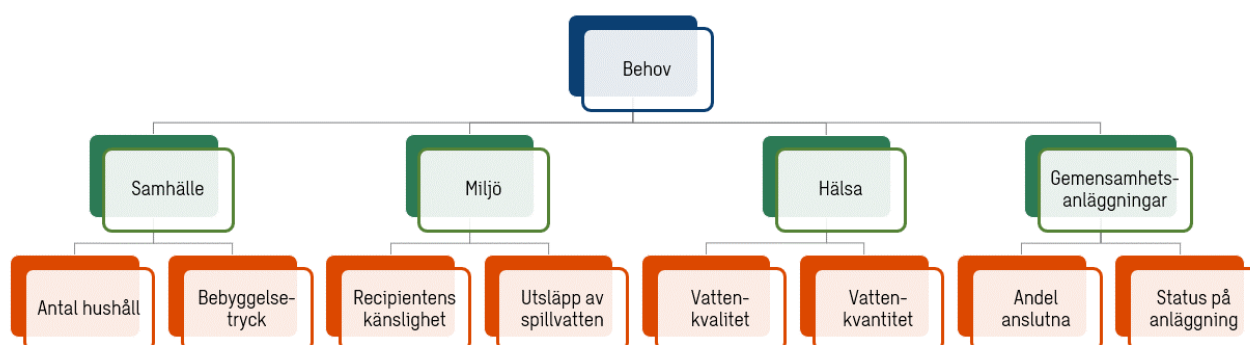 Behov
Samhälle
Miljö
Hälsa
Gemensamhets-
anläggningar
Antal hushåll
Bebyggelse-
tryck
Recipientens
känslighet
Utsläpp av
spillvatten
Vatten-
kvalitet
Vatten-
kvantitet
Andel
anslutna
Status på
anläggning